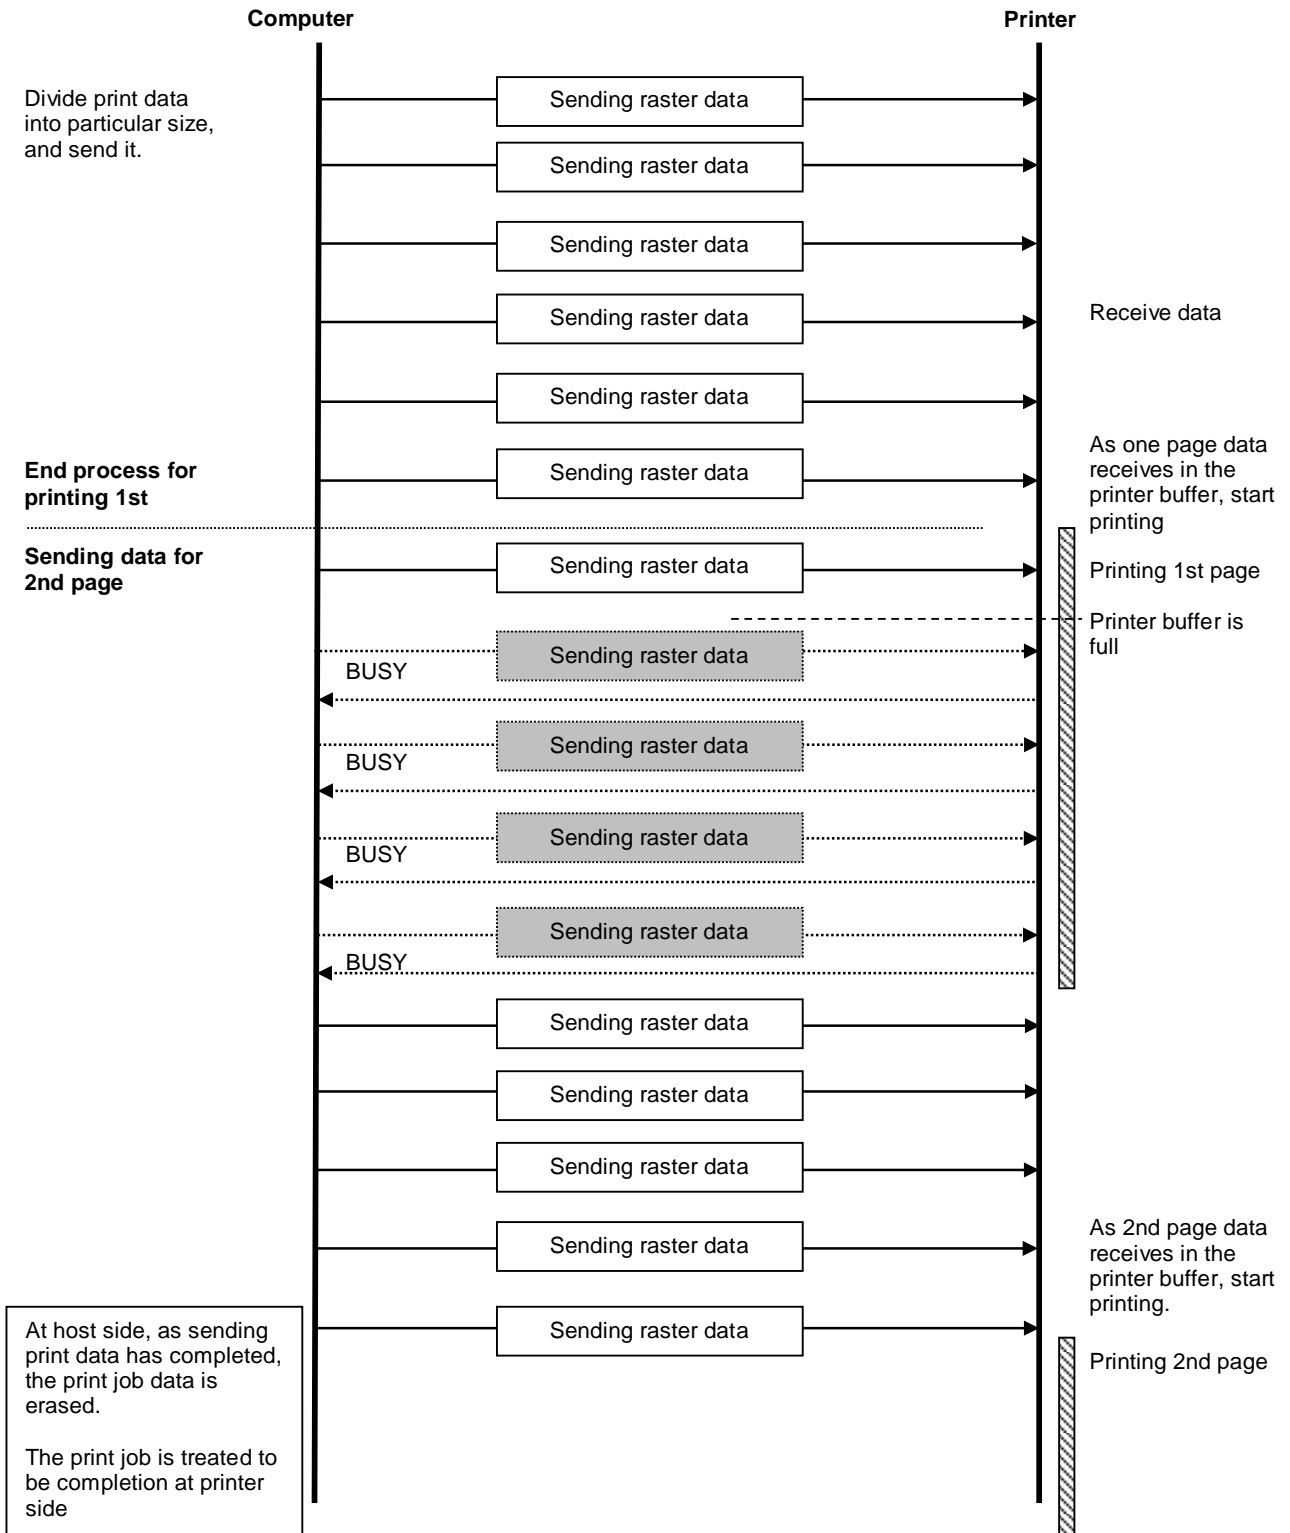 Computer
Printer
Divide print data
into particular size,
and send it.
Sending raster data
Sending raster data
Sending raster data
Sending raster data
Receive data
Sending raster data
Sending raster data
As one page data
receives in the
printer buffer, start
printing
End process for
printing 1st
Sending data for
2nd page
Sending raster data
Printing 1st page
Printer buffer is
full
Sending raster data
BUSY
Sending raster data
BUSY
Sending raster data
BUSY
Sending raster data
BUSY
Sending raster data
Sending raster data
Sending raster data
Sending raster data
As 2nd page data
receives in the
printer buffer, start
printing.
Sending raster data
Printing 2nd page
At host side, as sending
print data has completed,
the print job data is
erased.
The print job is treated to
be completion at printer
side